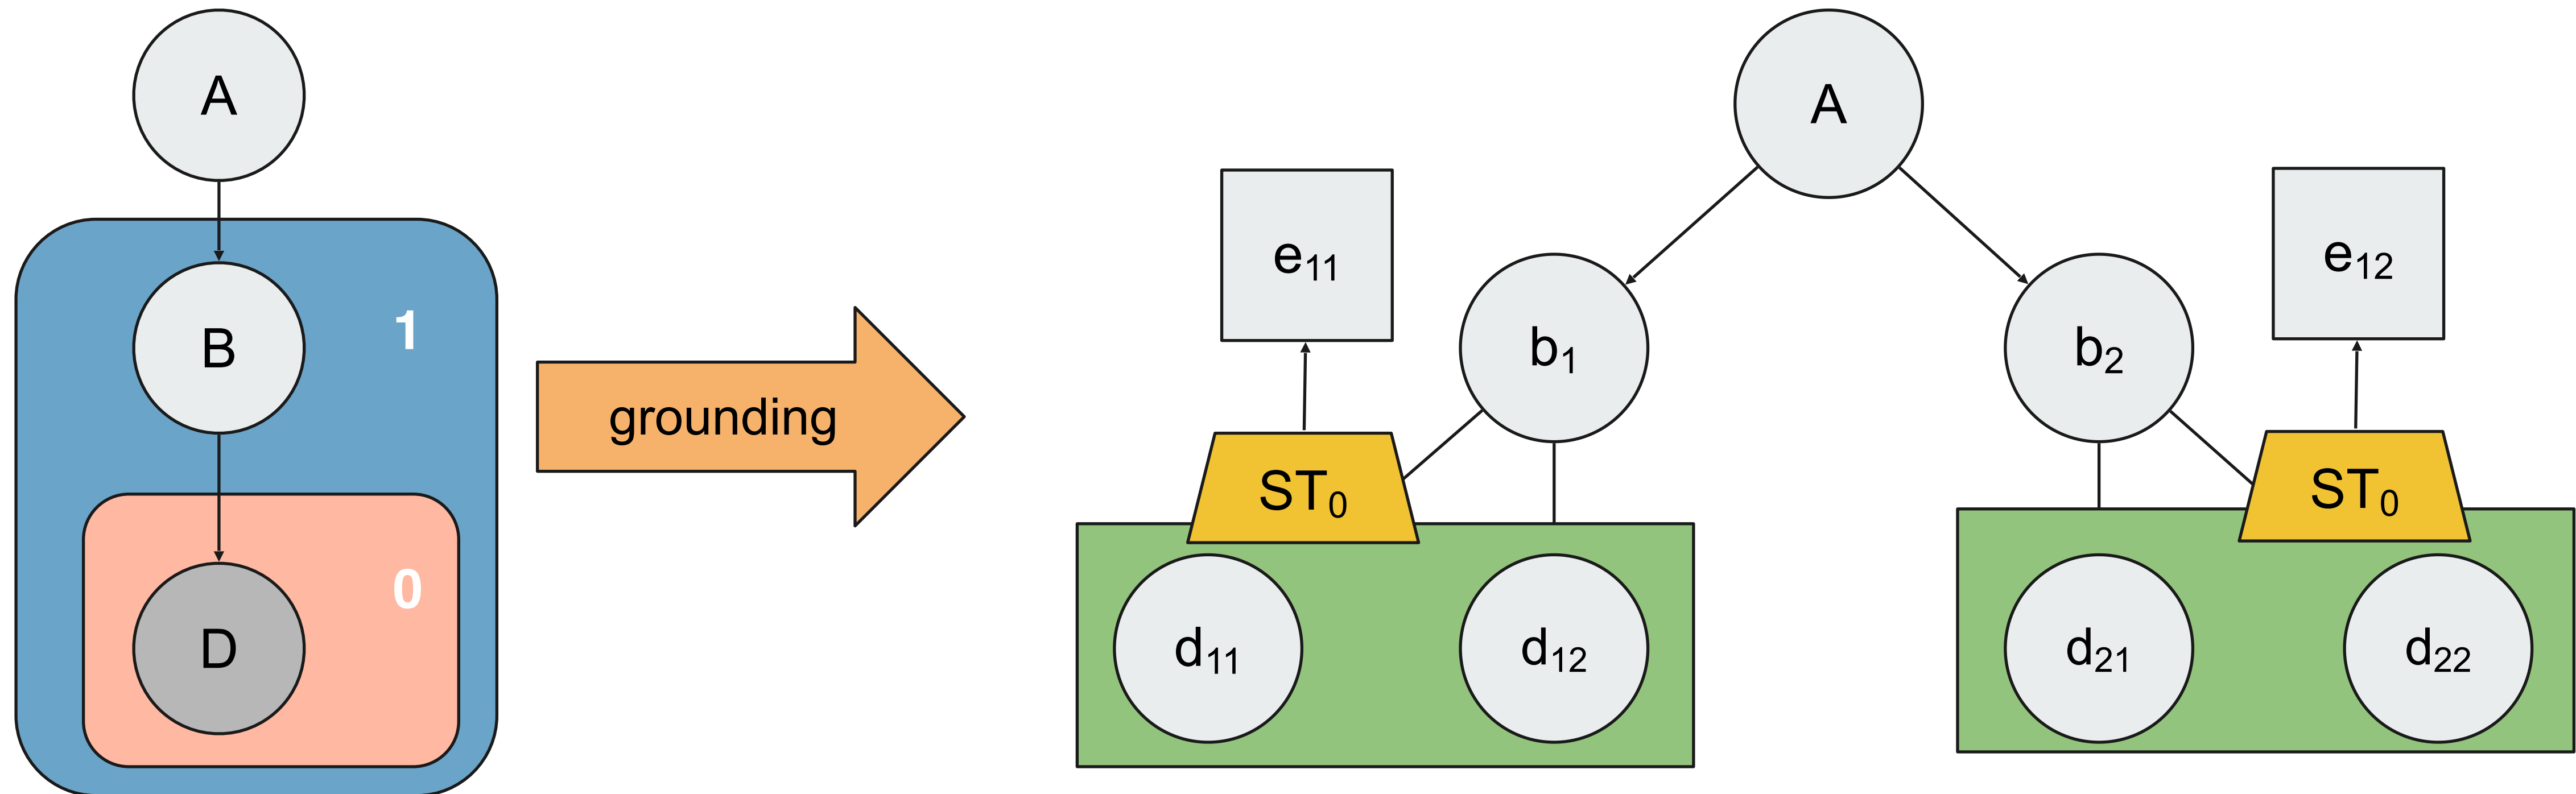 A
B
1
D
0
grounding
A
e₁₁
e₁₂
b₁
b₂
ST₀
ST₀
d₁₁
d₁₂
d₂₁
d₂₂